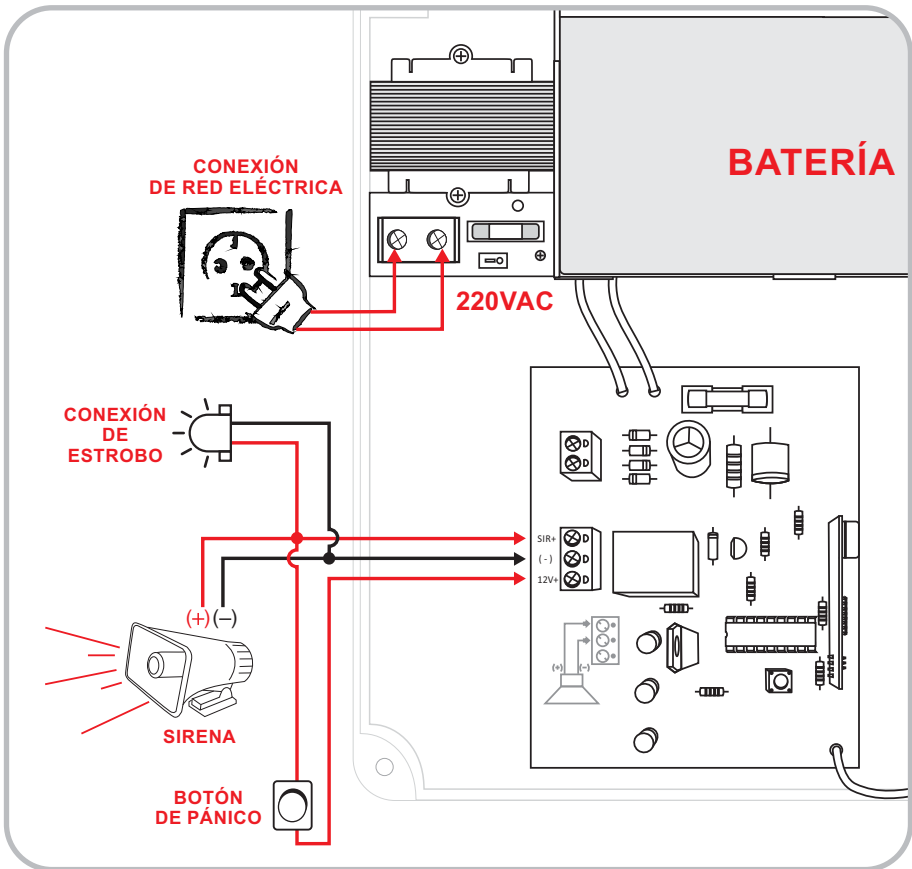 CONEXIÓN
DE RED ELÉCTRICA
BATERÍA
220VAC
CONEXIÓN
DE
ESTROBO
SIR+
(-)
12V+
(+) (−)
(+) (−)
SIRENA
BOTÓN
DE PÁNICO